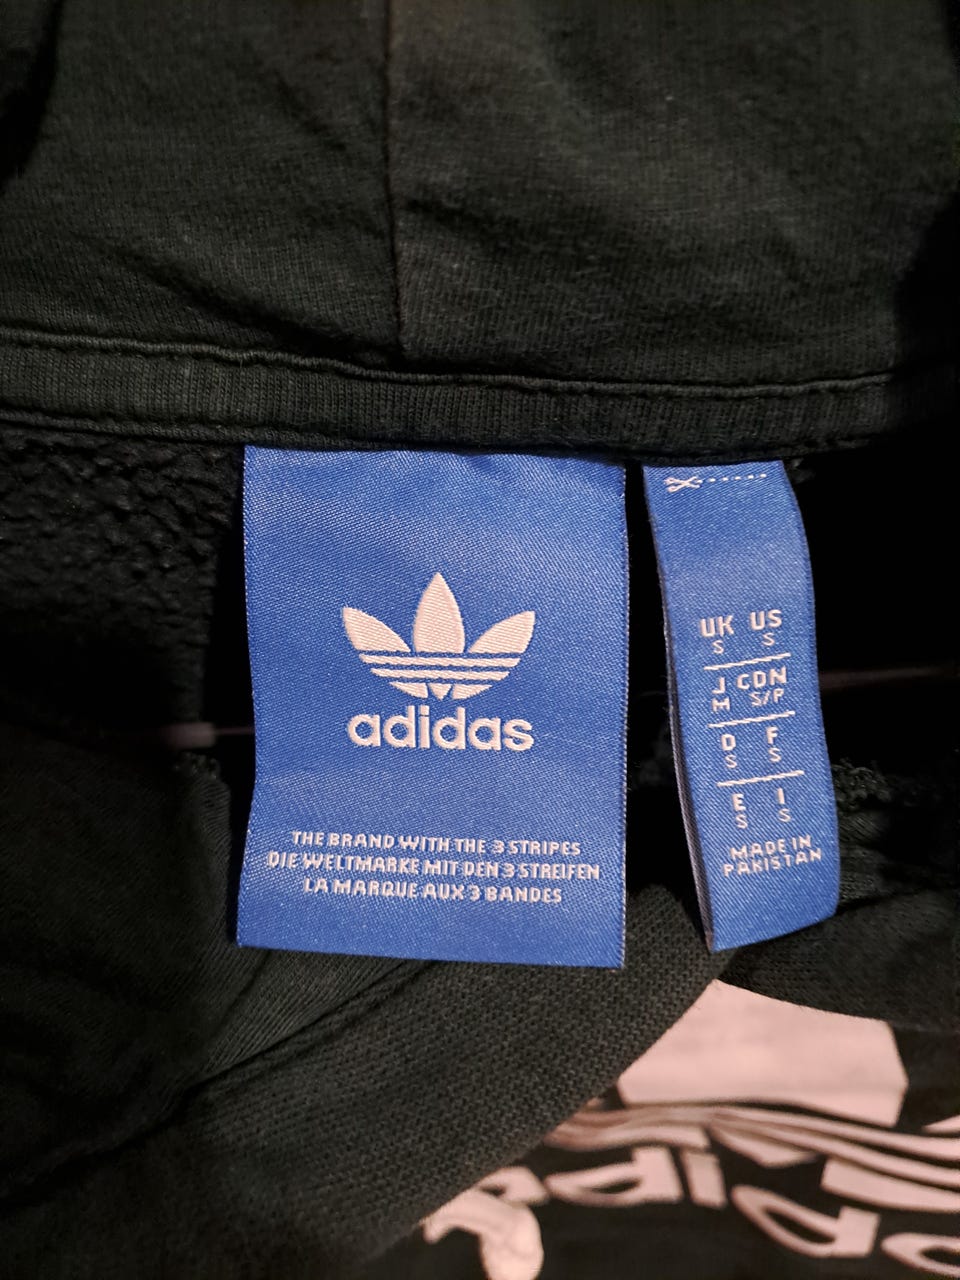 adidas
THE BRAND WITH THE 3 STRIPES
DIE WELTMARKE MIT DEN 3 STREIFEN
LA MARQUE AUX 3 BANDES
UK US
S S
J CDN
M S/P
D F
S S
E I
S S
MADE IN
PAKISTAN
adidas